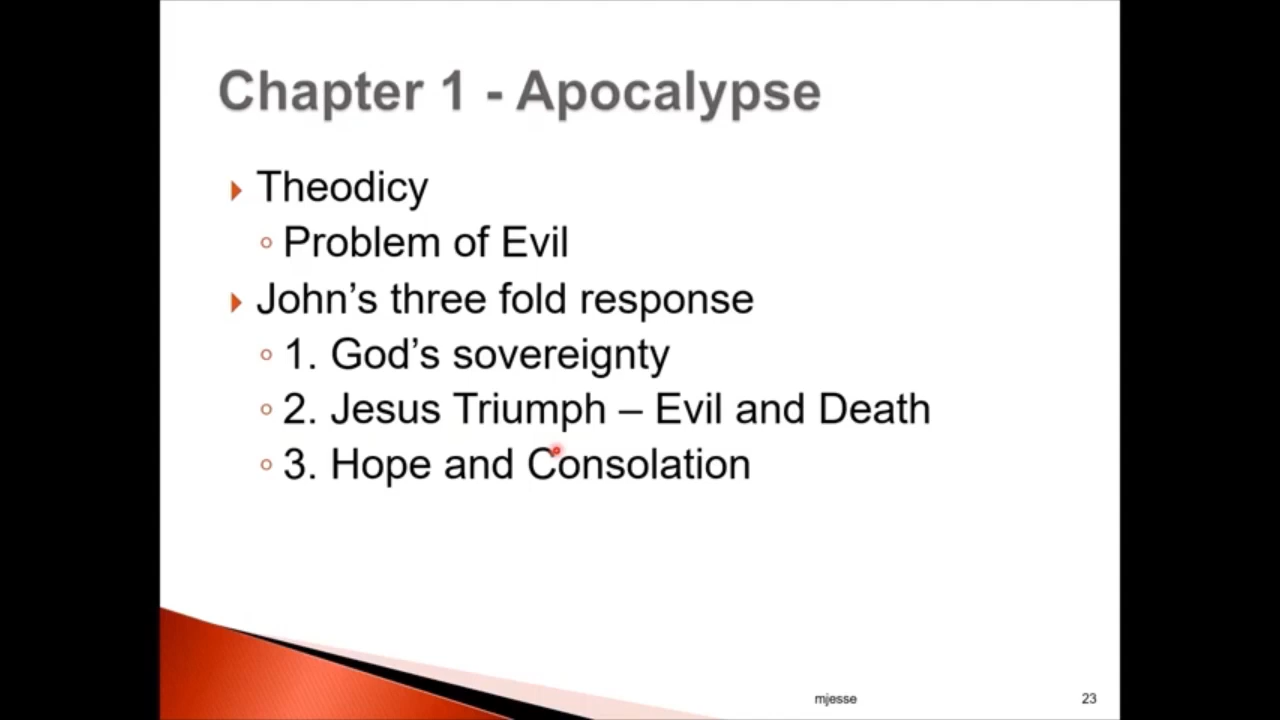 Chapter 1 - Apocalypse
Theodicy
Problem of Evil
John’s three fold response
1. God’s sovereignty
2. Jesus Triumph – Evil and Death
3. Hope and Consolation
mjesse
23